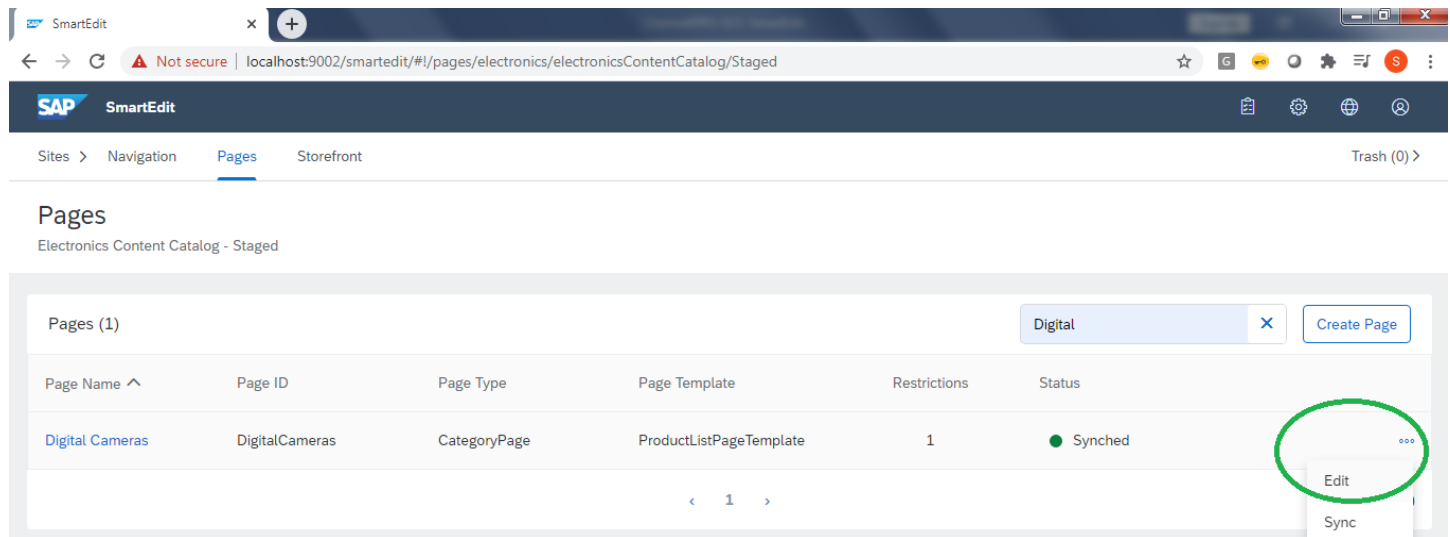 SmartEdit
Not secure | localhost:9002/smartedit/#!/pages/electronics/electronicsContentCatalog/Staged
G
S
SAP SmartEdit
Sites > Navigation Pages Storefront Trash (0) >
Pages
Electronics Content Catalog - Staged
Pages (1) Digital Create Page
Page Name Page ID Page Type Page Template Restrictions Status
Digital Cameras DigitalCameras CategoryPage ProductListPageTemplate 1 Synched
Edit
‹ 1 ›
Sync